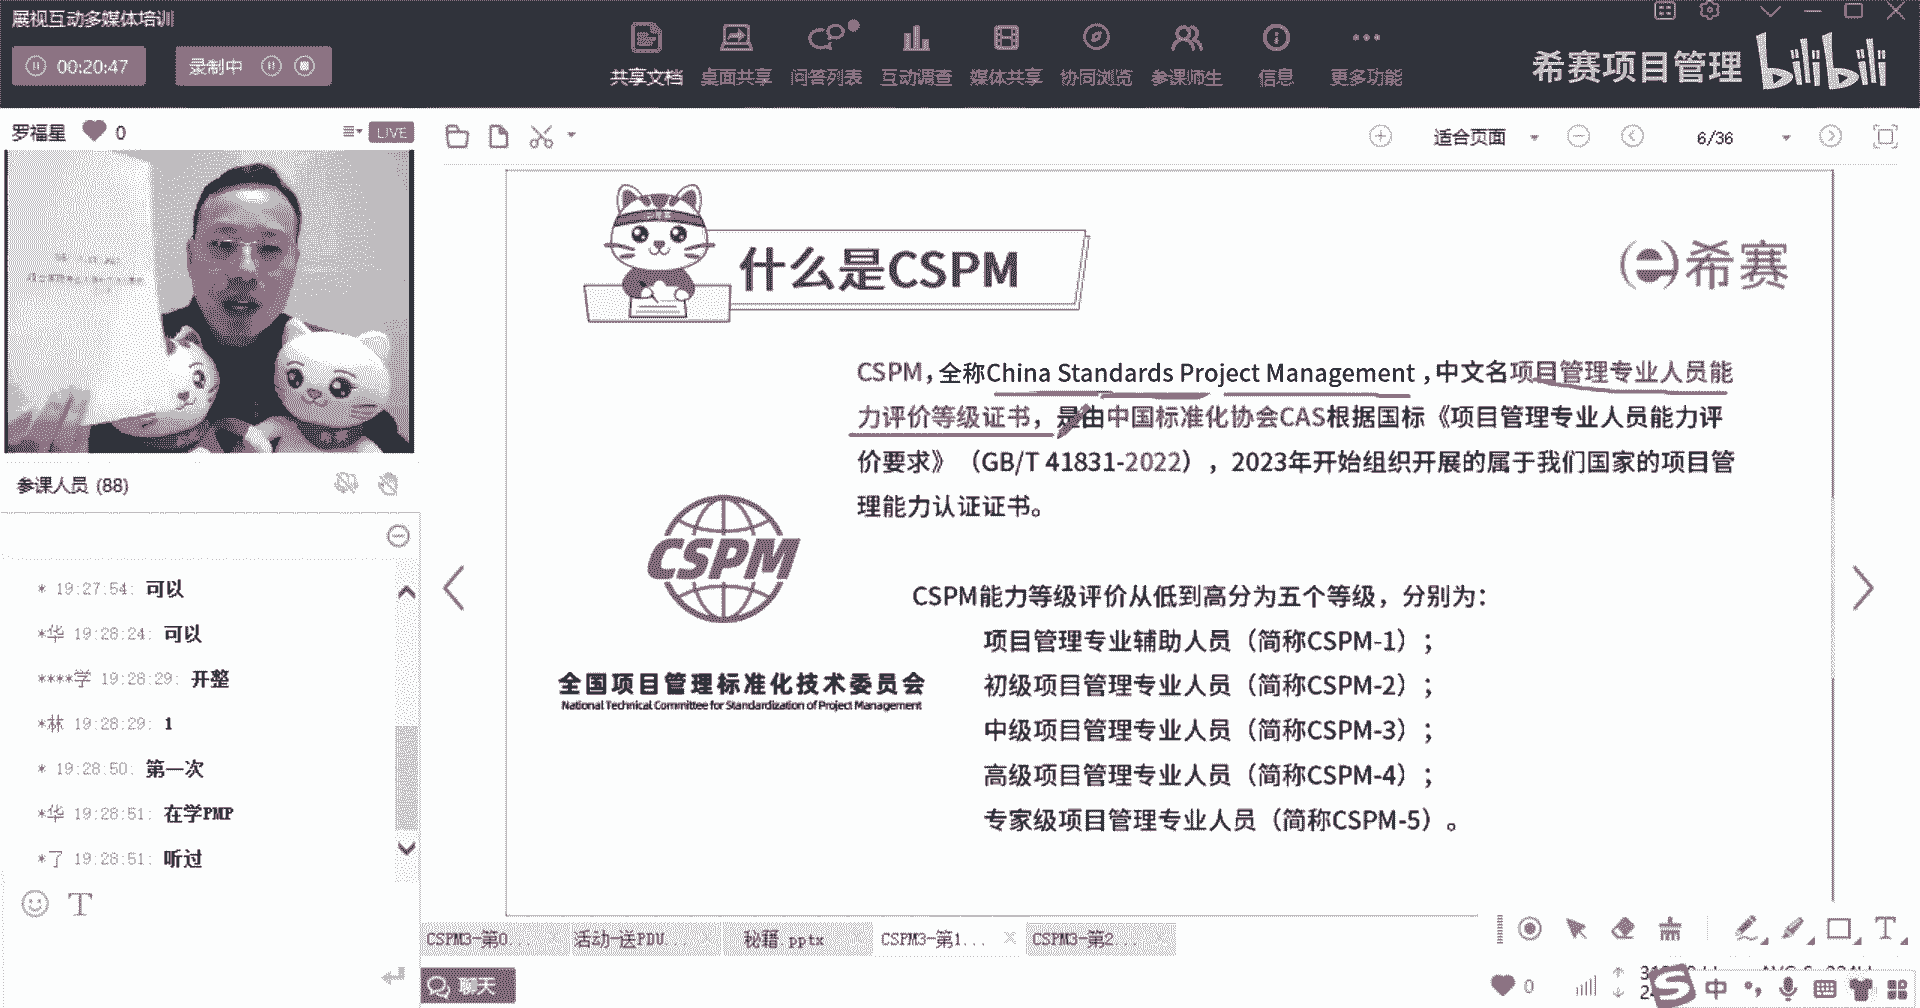 展视互动多媒体培训
00:20:47
录制中
共享文档 桌面共享 问答列表 互动调查 媒体共享 协同浏览 参课师生 信息 更多功能
希赛项目管理 bilibili
罗福星 0
LIVE
适合页面
6/36
什么是CSPM
希赛
CSPM，全称China Standards Project Management，中文名项目管理专业人员能
力评价等级证书，是由中国标准化协会CAS根据国标《项目管理专业人员能力评
价要求》（GB/T 41831-2022），2023年开始组织开展的属于我们国家的项目管
理能力认证证书。
CSPM
全国项目管理标准化技术委员会
National Technical Committee for Standardization of Project Management
CSPM能力等级评价从低到高分为五个等级，分别为：
项目管理专业辅助人员（简称CSPM-1）；
初级项目管理专业人员（简称CSPM-2）；
中级项目管理专业人员（简称CSPM-3）；
高级项目管理专业人员（简称CSPM-4）；
专家级项目管理专业人员（简称CSPM-5）。
参课人员 (88)
* 19:27:54: 可以
*华 19:28:24: 可以
****学 19:28:29: 开整
*林 19:28:29: 1
* 19:28:50: 第一次
*华 19:28:51: 在学PMP
*了 19:28:51: 听过
CSPM3-第0... 活动-送PDU... 秘籍.pptx CSPM3-第1... CSPM3-第2...
聊天
0
中